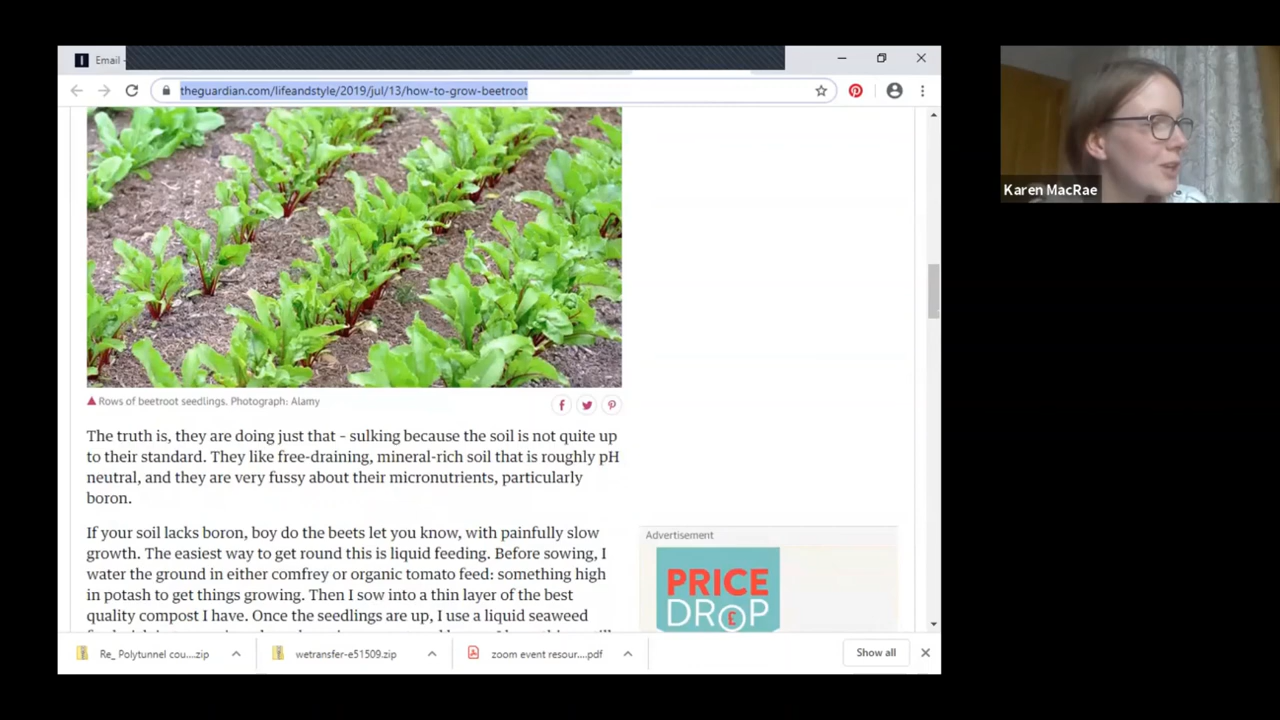 Email -
theguardian.com/lifeandstyle/2019/jul/13/how-to-grow-beetroot
Karen MacRae
Rows of beetroot seedlings. Photograph: Alamy
The truth is, they are doing just that – sulking because the soil is not quite up
to their standard. They like free-draining, mineral-rich soil that is roughly pH
neutral, and they are very fussy about their micronutrients, particularly
boron.
If your soil lacks boron, boy do the beets let you know, with painfully slow
growth. The easiest way to get round this is liquid feeding. Before sowing, I
water the ground in either comfrey or organic tomato feed: something high
in potash to get things growing. Then I sow into a thin layer of the best
quality compost I have. Once the seedlings are up, I use a liquid seaweed
Advertisement
PRICE
DROP
£
Re_ Polytunnel cou....zip
wetransfer-e51509.zip
zoom event resour....pdf
Show all